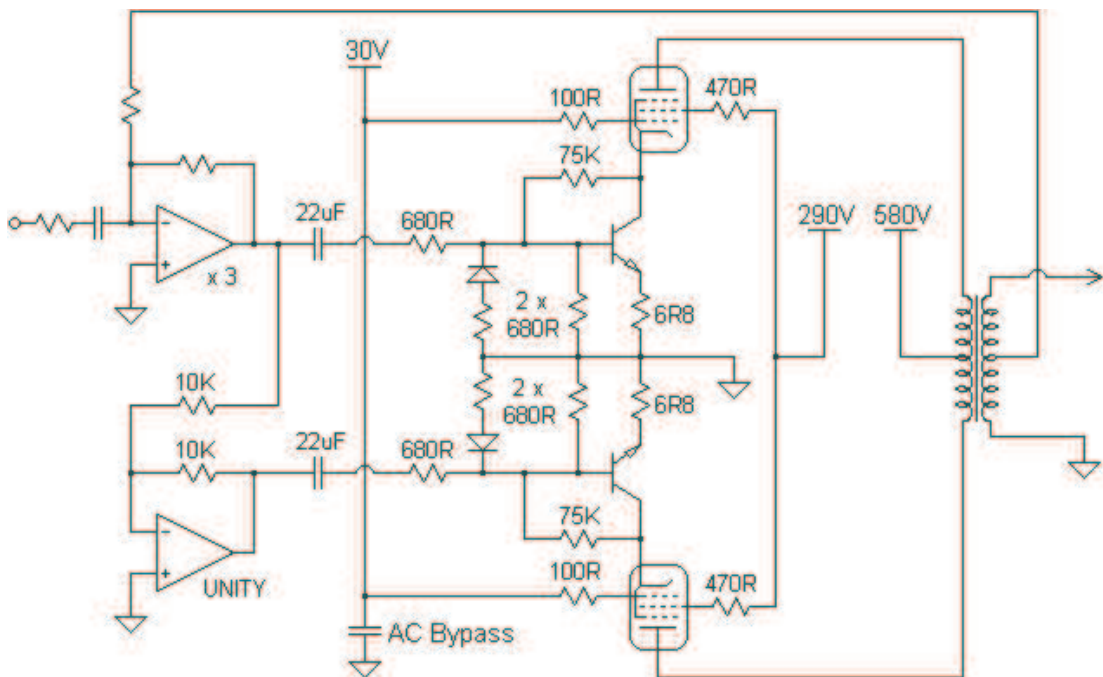 30V
100R
470R
75K
22uF
680R
290V
580V
-
+
x 3
2 x
680R
6R8
10K
2 x
680R
6R8
10K
22uF
680R
75K
-
+
UNITY
100R
470R
AC Bypass